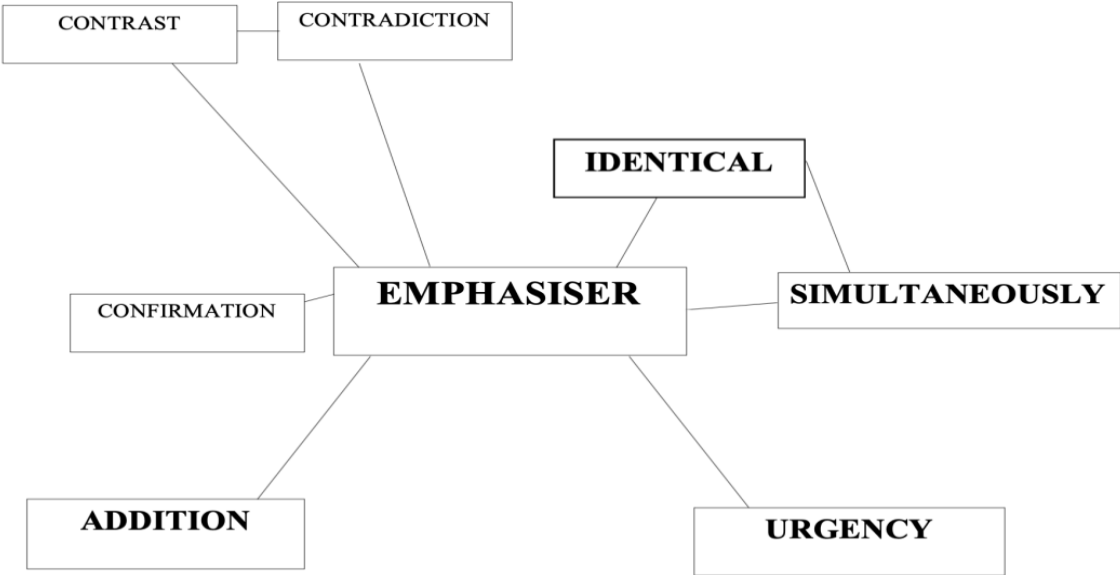 CONTRAST
CONTRADICTION
IDENTICAL
EMPHASISER
SIMULTANEOUSLY
CONFIRMATION
ADDITION
URGENCY